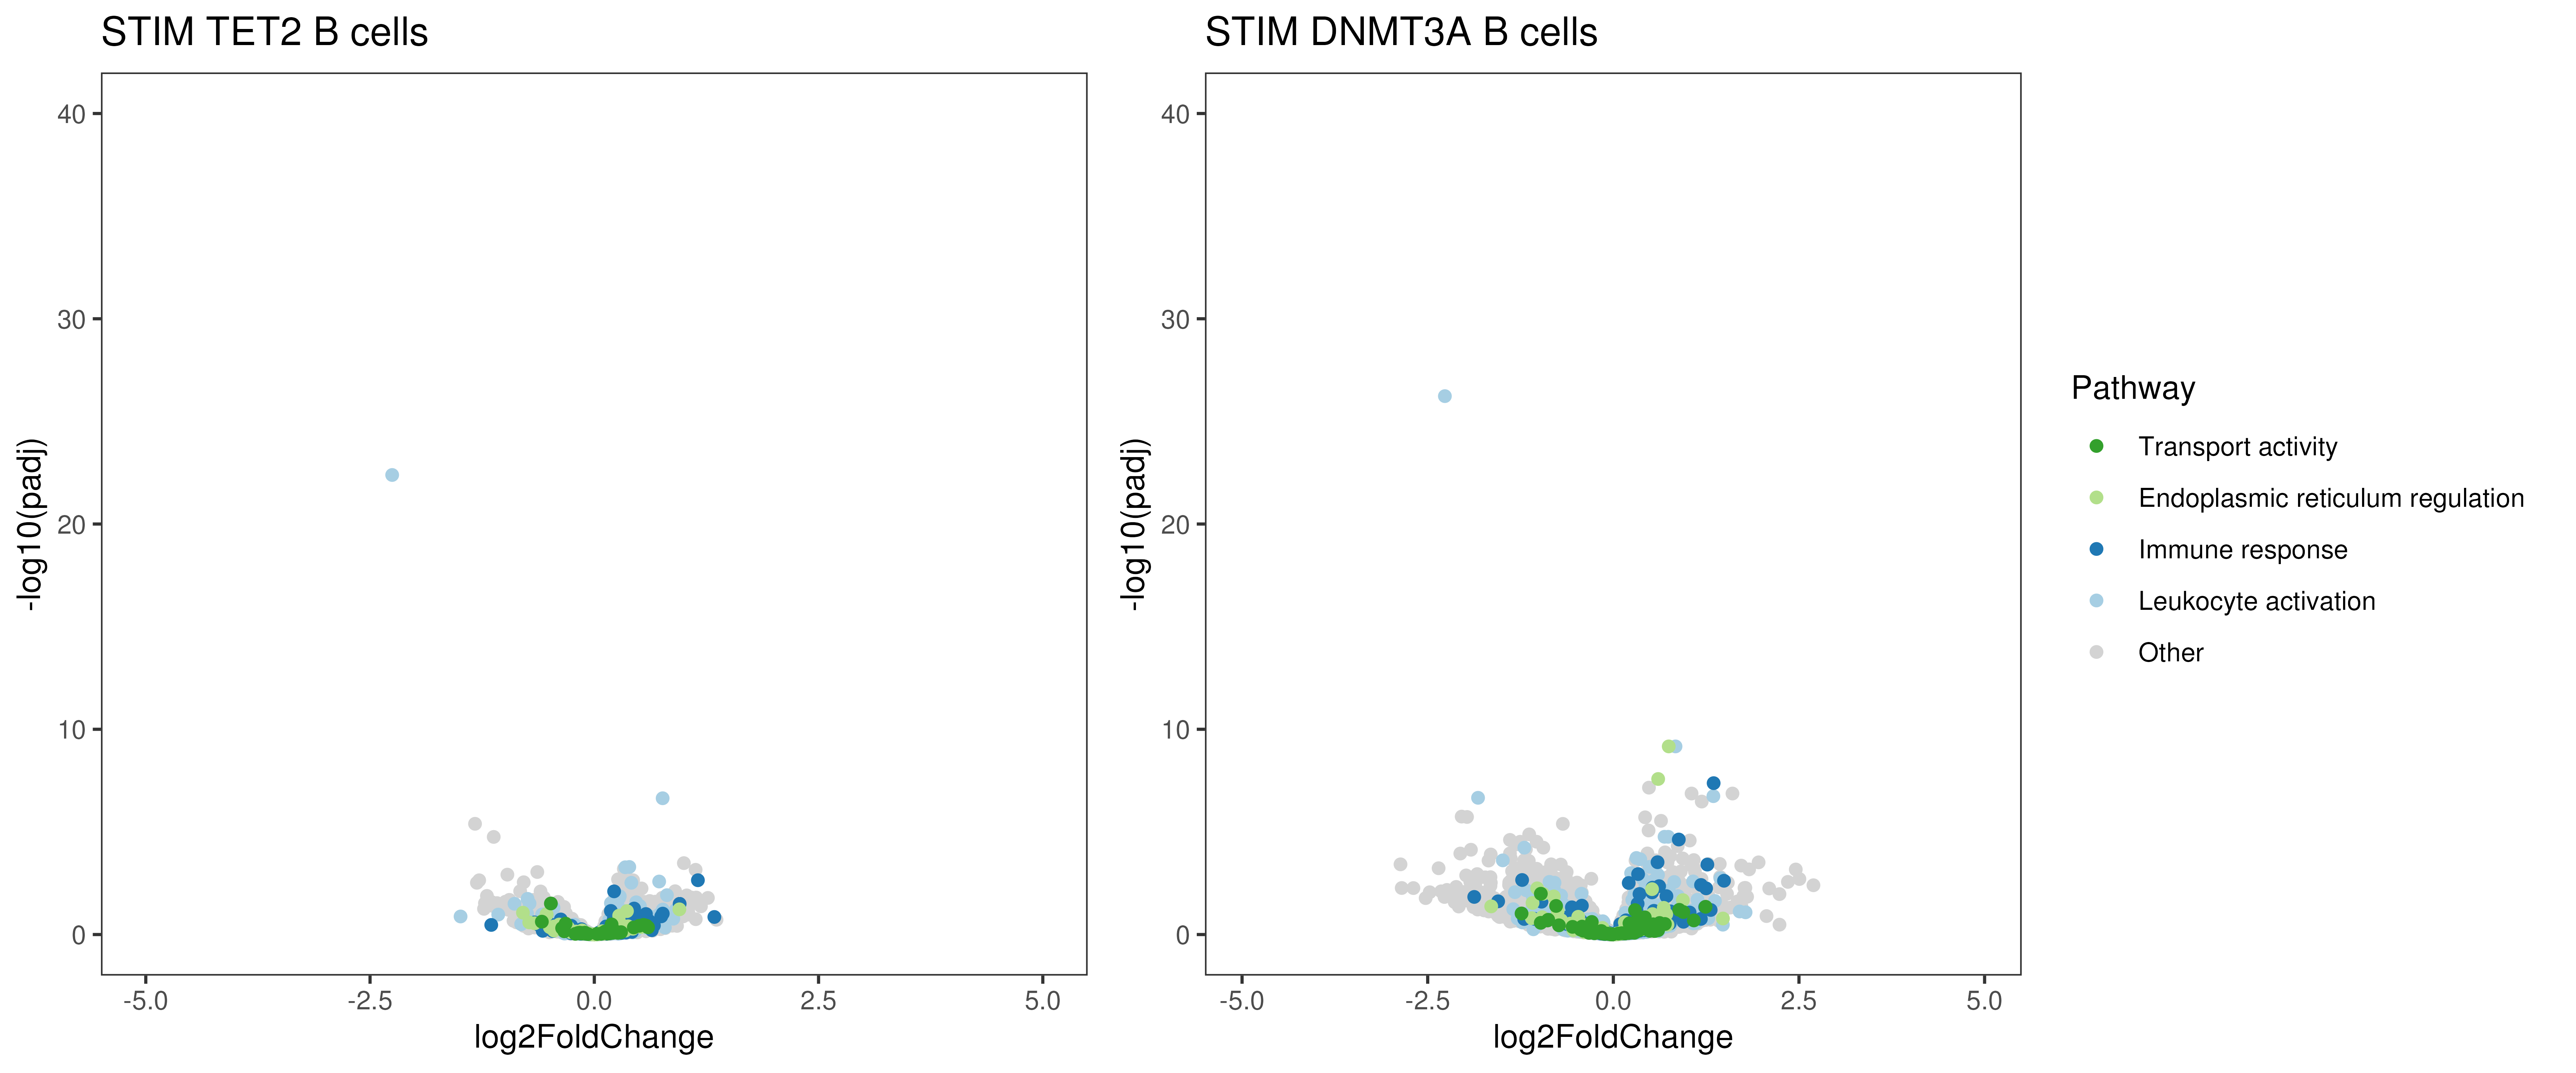 STIM TET2 B cells
40
30
20
10
0
-log10(padj)
-5.0 -2.5 0.0 2.5 5.0
log2FoldChange
STIM DNMT3A B cells
40
30
20
10
0
-log10(padj)
-5.0 -2.5 0.0 2.5 5.0
log2FoldChange
Pathway
Transport activity
Endoplasmic reticulum regulation
Immune response
Leukocyte activation
Other